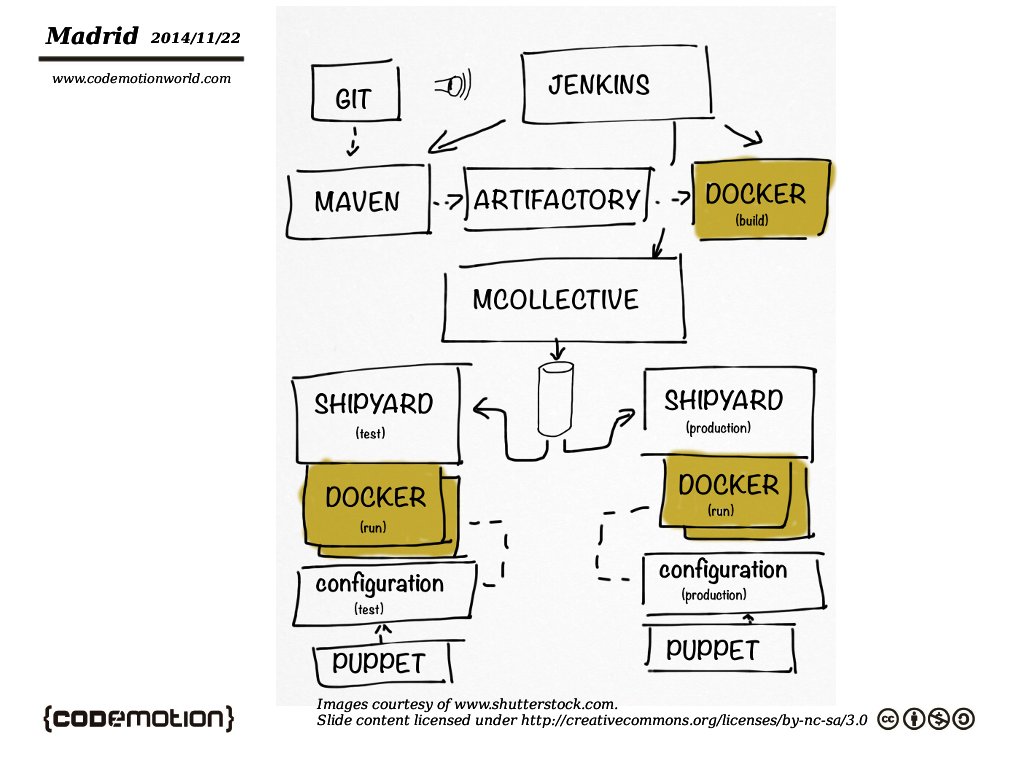 Madrid 2014/11/22
www.codemotionworld.com
GIT
JENKINS
MAVEN
ARTIFACTORY
DOCKER
(build)
MCOLLECTIVE
SHIPYARD
(test)
SHIPYARD
(production)
DOCKER
(run)
DOCKER
(run)
configuration
(test)
configuration
(production)
PUPPET
PUPPET
{CODEMOTION}
Images courtesy of www.shutterstock.com.
Slide content licensed under http://creativecommons.org/licenses/by-nc-sa/3.0
cc